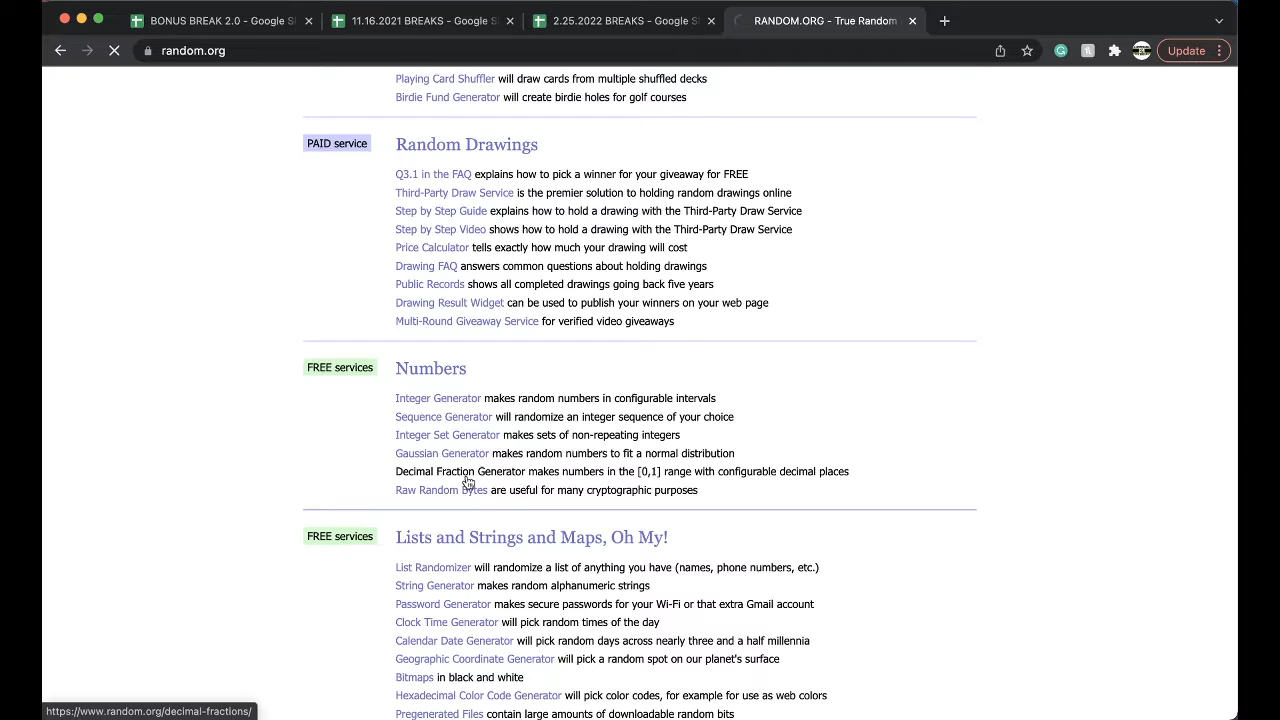 BONUS BREAK 2.0 - Google Sl
11.16.2021 BREAKS - Google S
2.25.2022 BREAKS - Google S
RANDOM.ORG - True Random
random.org
Update
Playing Card Shuffler will draw cards from multiple shuffled decks
Birdie Fund Generator will create birdie holes for golf courses
PAID service
Random Drawings
Q3.1 in the FAQ explains how to pick a winner for your giveaway for FREE
Third-Party Draw Service is the premier solution to holding random drawings online
Step by Step Guide explains how to hold a drawing with the Third-Party Draw Service
Step by Step Video shows how to hold a drawing with the Third-Party Draw Service
Price Calculator tells exactly how much your drawing will cost
Drawing FAQ answers common questions about holding drawings
Public Records shows all completed drawings going back five years
Drawing Result Widget can be used to publish your winners on your web page
Multi-Round Giveaway Service for verified video giveaways
FREE services
Numbers
Integer Generator makes random numbers in configurable intervals
Sequence Generator will randomize an integer sequence of your choice
Integer Set Generator makes sets of non-repeating integers
Gaussian Generator makes random numbers to fit a normal distribution
Decimal Fraction Generator makes numbers in the [0,1] range with configurable decimal places
Raw Random Bytes are useful for many cryptographic purposes
FREE services
Lists and Strings and Maps, Oh My!
List Randomizer will randomize a list of anything you have (names, phone numbers, etc.)
String Generator makes random alphanumeric strings
Password Generator makes secure passwords for your Wi-Fi or that extra Gmail account
Clock Time Generator will pick random times of the day
Calendar Date Generator will pick random days across nearly three and a half millennia
Geographic Coordinate Generator will pick a random spot on our planet's surface
Bitmaps in black and white
Hexadecimal Color Code Generator will pick color codes, for example for use as web colors
Pregenerated Files contain large amounts of downloadable random bits
https://www.random.org/decimal-fractions/